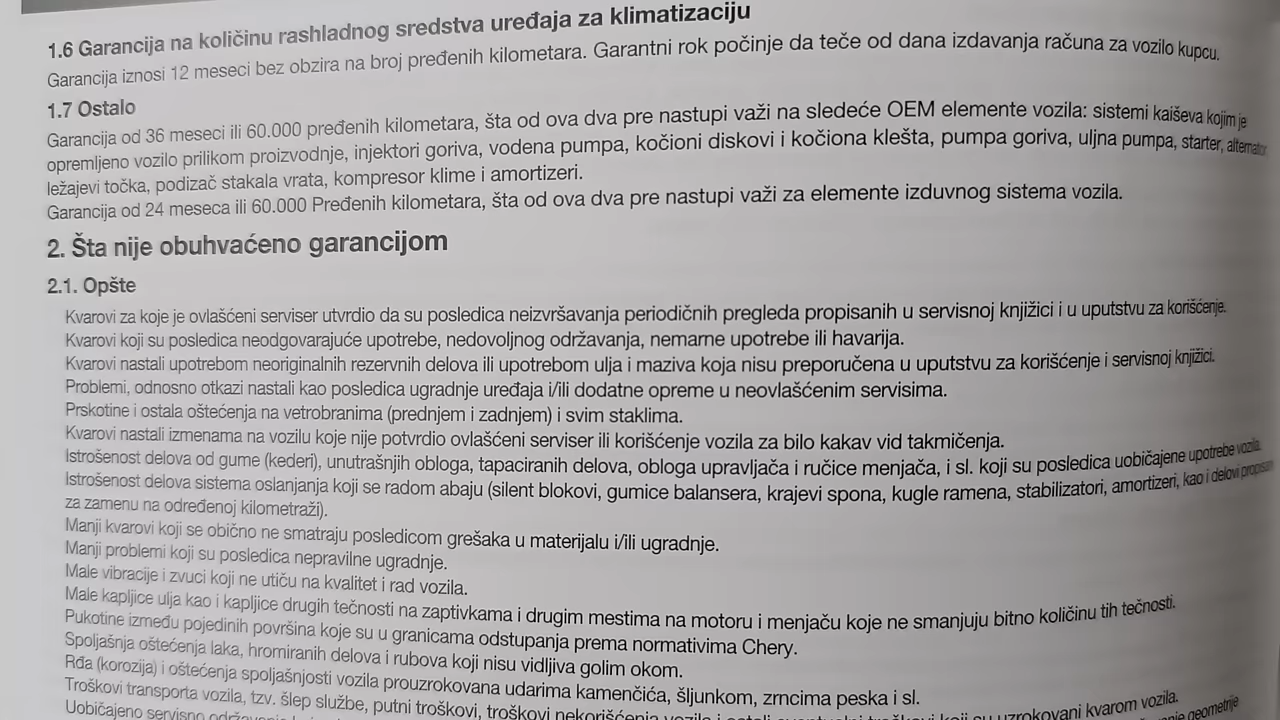 1.6 Garancija na količinu rashladnog sredstva uređaja za klimatizaciju
Garancija iznosi 12 meseci bez obzira na broj pređenih kilometara. Garantni rok počinje da teče od dana izdavanja računa za vozilo kupcu.
1.7 Ostalo
Garancija od 36 meseci ili 60.000 pređenih kilometara, šta od ova dva pre nastupi važi na sledeće OEM elemente vozila: sistemi kaiševa kojim je
opremljeno vozilo prilikom proizvodnje, injektori goriva, vodena pumpa, kočioni diskovi i kočiona klešta, pumpa goriva, uljna pumpa, starter, alternator
ležajevi točka, podizač stakala vrata, kompresor klime i amortizeri.
Garancija od 24 meseca ili 60.000 Pređenih kilometara, šta od ova dva pre nastupi važi za elemente izduvnog sistema vozila.
2. Šta nije obuhvaćeno garancijom
2.1. Opšte
Kvarovi za koje je ovlašćeni serviser utvrdio da su posledica neizvršavanja periodičnih pregleda propisanih u servisnoj knjižici i u uputstvu za korišćenje.
Kvarovi koji su posledica neodgovarajuće upotrebe, nedovoljnog održavanja, nemarne upotrebe ili havarija.
Kvarovi nastali upotrebom neoriginalnih rezervnih delova ili upotrebom ulja i maziva koja nisu preporučena u uputstvu za korišćenje i servisnoj knjižici.
Problemi, odnosno otkazi nastali kao posledica ugradnje uređaja i/ili dodatne opreme u neovlašćenim servisima.
Prskotine i ostala oštećenja na vetrobranima (prednjem i zadnjem) i svim staklima.
Kvarovi nastali izmenama na vozilu koje nije potvrdio ovlašćeni serviser ili korišćenje vozila za bilo kakav vid takmičenja.
Istrošenost delova od gume (kederi), unutrašnjih obloga, tapaciranih delova, obloga upravljača i ručice menjača, i sl. koji su posledica uobičajene upotrebe vozila.
Istrošenost delova sistema oslanjanja koji se radom abaju (silent blokovi, gumice balansera, krajevi spona, kugle ramena, stabilizatori, amortizeri, kao i delovi
za zamenu na određenoj kilometraži).
Manji kvarovi koji se obično ne smatraju posledicom grešaka u materijalu i/ili ugradnje.
Manji problemi koji su posledica nepravilne ugradnje.
Male vibracije i zvuci koji ne utiču na kvalitet i rad vozila.
Male kapljice ulja kao i kapljice drugih tečnosti na zaptivkama i drugim mestima na motoru i menjaču koje ne smanjuju bitno količinu tih tečnosti.
Pukotine između pojedinih površina koje su u granicama odstupanja prema normativima Chery.
Spoljašnja oštećenja laka, hromiranih delova i rubova koji nisu vidljiva golim okom.
Rđa (korozija) i oštećenja spoljašnjosti vozila prouzrokovana udarima kamenčića, šljunkom, zrncima peska i sl.
Troškovi transporta vozila, tzv. šlep službe, putni troškovi, troškovi nekorišćenja vozila i ostali troškovi koji su uzrokovani kvarom vozila.
Uobičajeno servisno geometrije